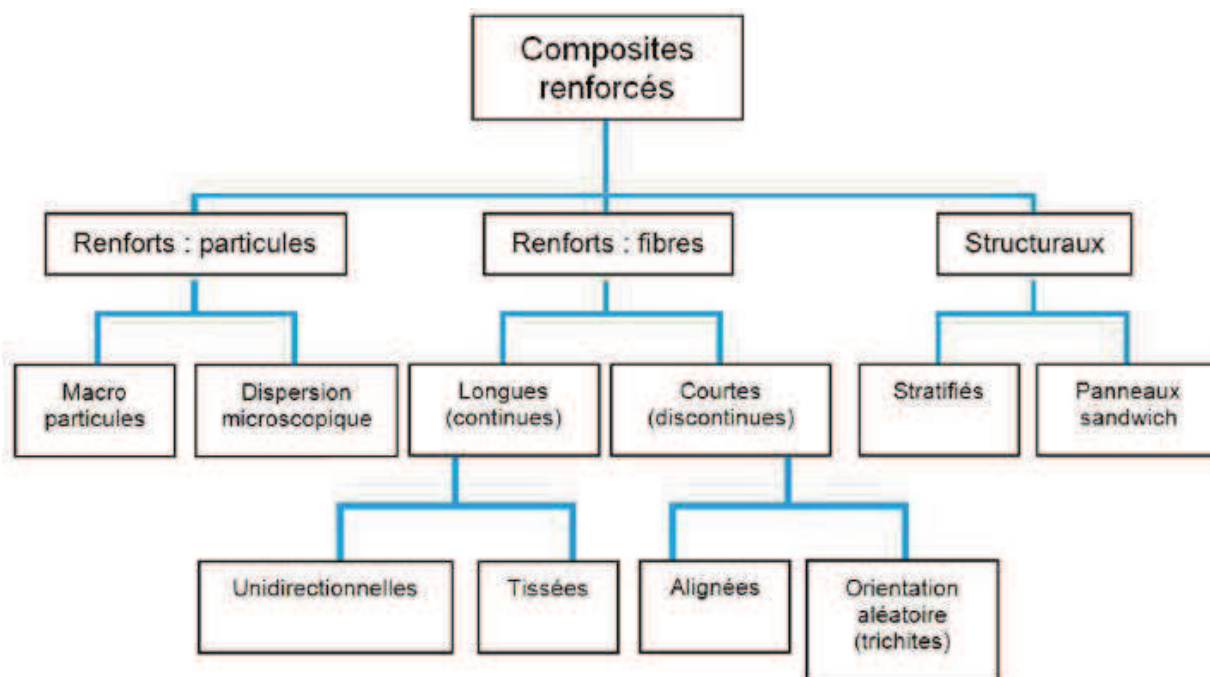 Composites
renforcés
Renforts : particules
Renforts : fibres
Structuraux
Macro
particules
Dispersion
microscopique
Longues
(continues)
Courtes
(discontinues)
Stratifiés
Panneaux
sandwich
Unidirectionnelles
Tissées
Alignées
Orientation
aléatoire
(trichites)